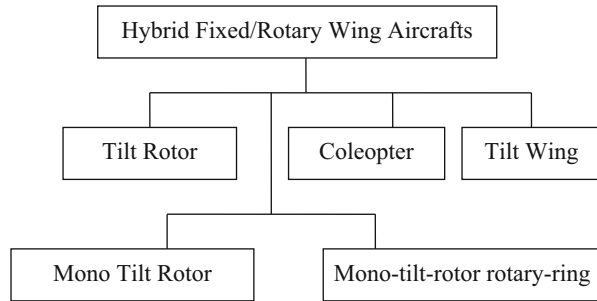 Hybrid Fixed/Rotary Wing Aircrafts
Tilt Rotor
Coleopter
Tilt Wing
Mono Tilt Rotor
Mono-tilt-rotor rotary-ring